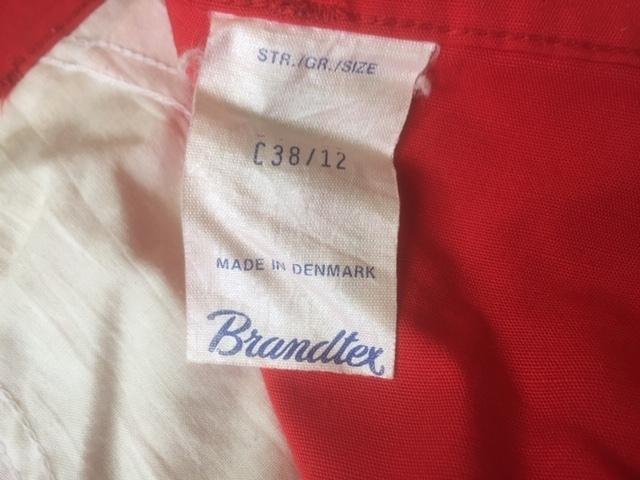 STR./GR./SIZE
C38/12
MADE IN DENMARK
Brandtex